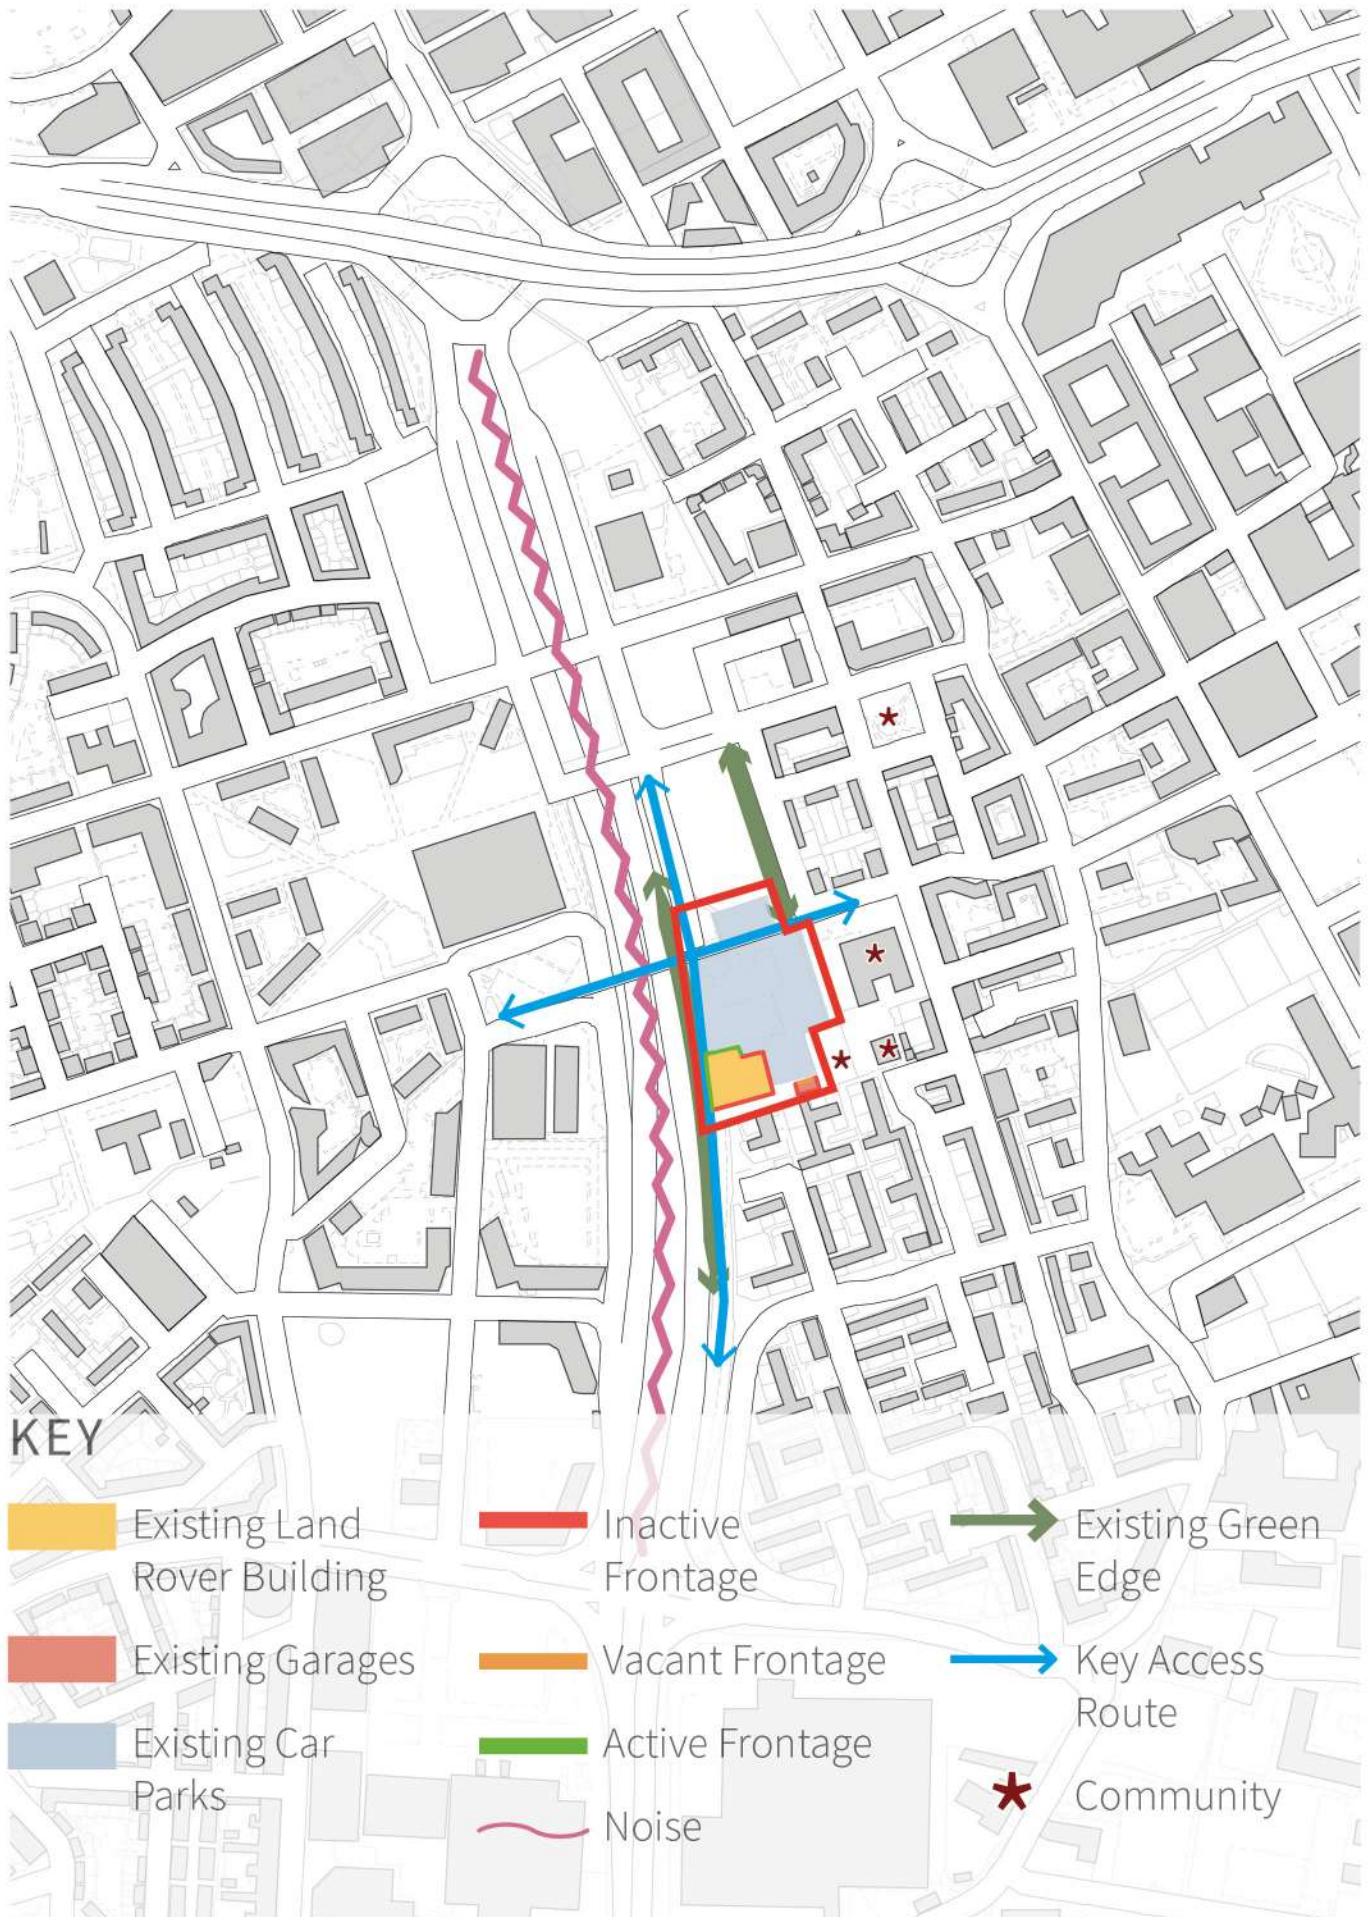 KEY
Existing Land
Rover Building
Existing Garages
Existing Car
Parks
Inactive
Frontage
Vacant Frontage
Active Frontage
Noise
Existing Green
Edge
Key Access
Route
Community